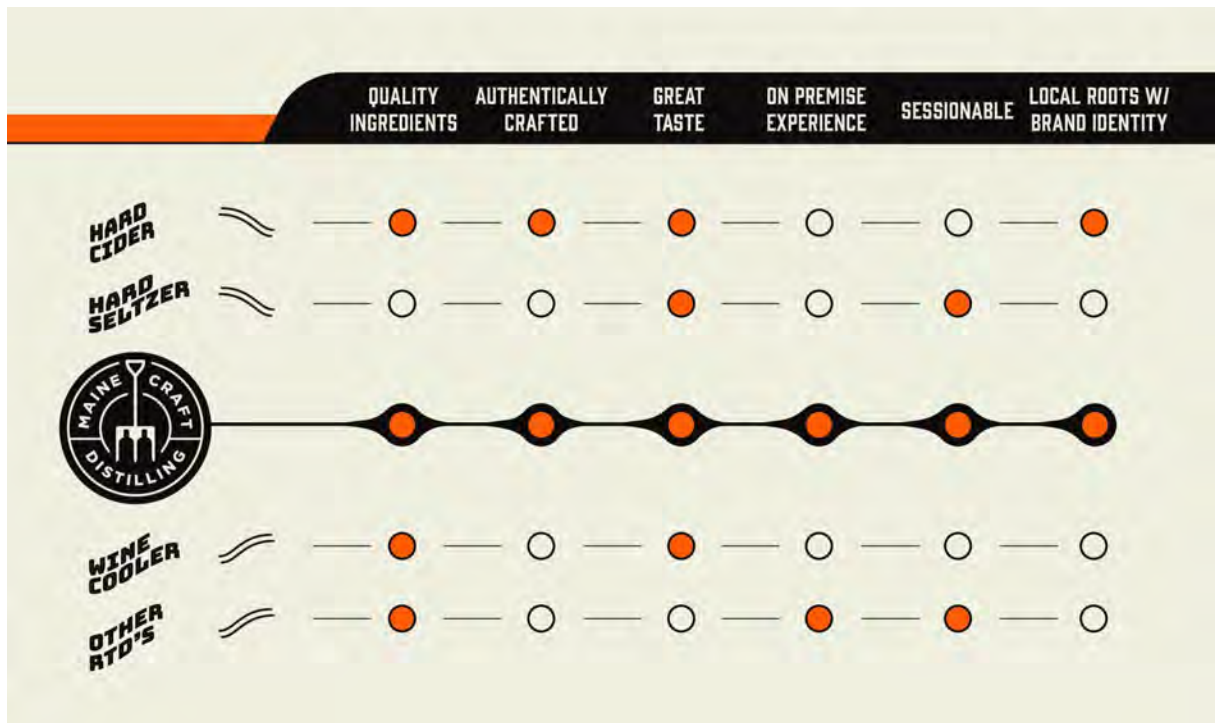 QUALITY INGREDIENTS
AUTHENTICALLY CRAFTED
GREAT TASTE
ON PREMISE EXPERIENCE
SESSIONABLE
LOCAL ROOTS W/ BRAND IDENTITY
HARD
CIDER
HARD
SELTZER
MAINE CRAFT
DISTILLING
WINE
COOLER
OTHER
RTD'S